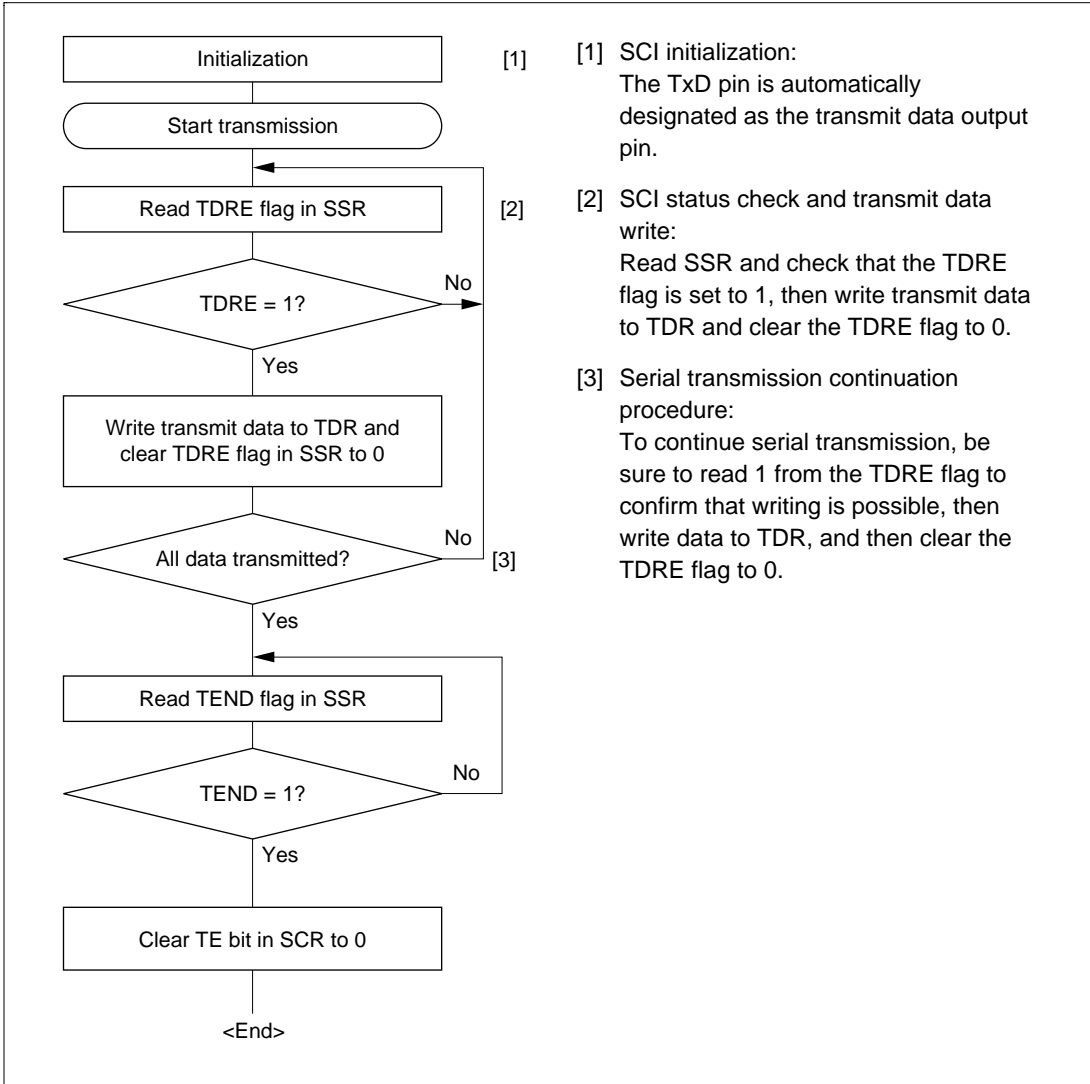 Initialization
[1]
Start transmission
Read TDRE flag in SSR
[2]
TDRE = 1?
No
Yes
Write transmit data to TDR and
clear TDRE flag in SSR to 0
All data transmitted?
No
[3]
Yes
Read TEND flag in SSR
TEND = 1?
No
Yes
Clear TE bit in SCR to 0
<End>
[1] SCI initialization:
The TxD pin is automatically
designated as the transmit data output
pin.
[2] SCI status check and transmit data
write:
Read SSR and check that the TDRE
flag is set to 1, then write transmit data
to TDR and clear the TDRE flag to 0.
[3] Serial transmission continuation
procedure:
To continue serial transmission, be
sure to read 1 from the TDRE flag to
confirm that writing is possible, then
write data to TDR, and then clear the
TDRE flag to 0.